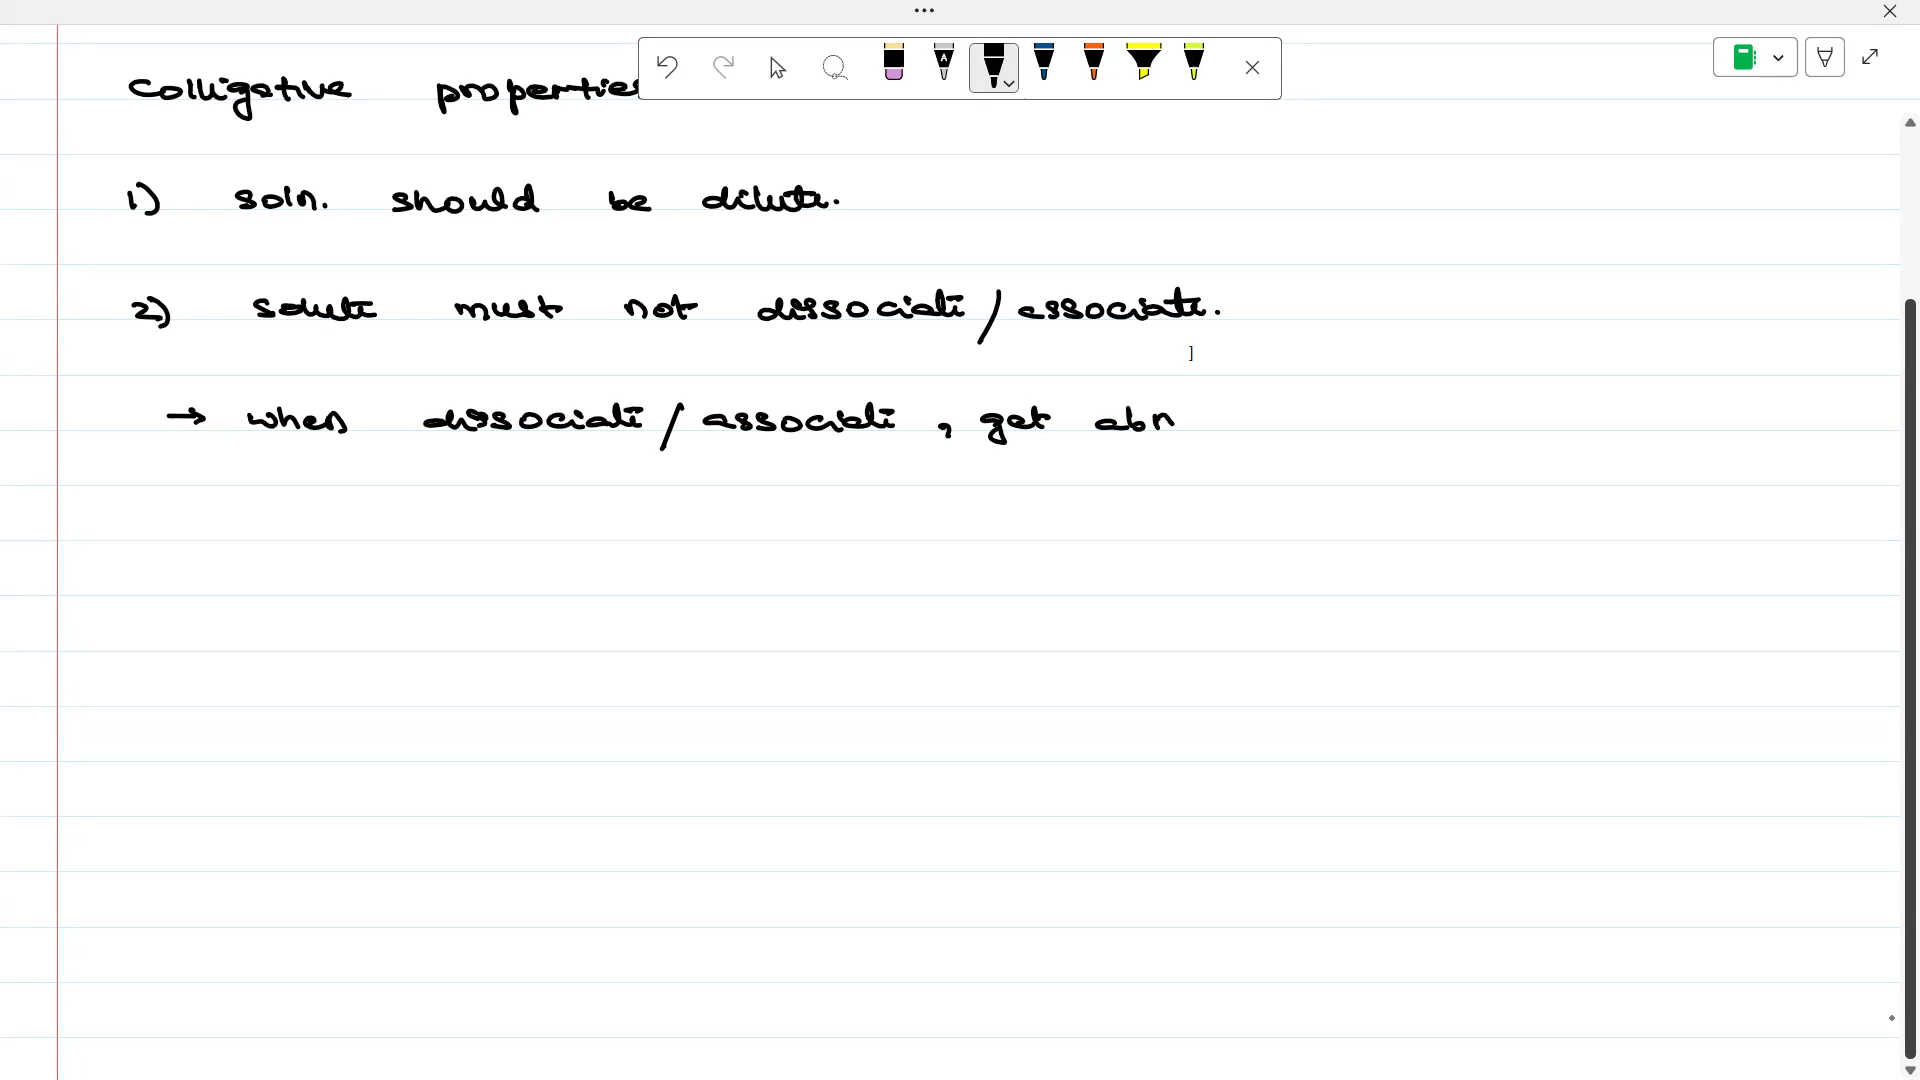 Colligative properties
1) soln. should be dilute.
2) solute must not dissociate / associate.
→ when dissociate / associate , get abn